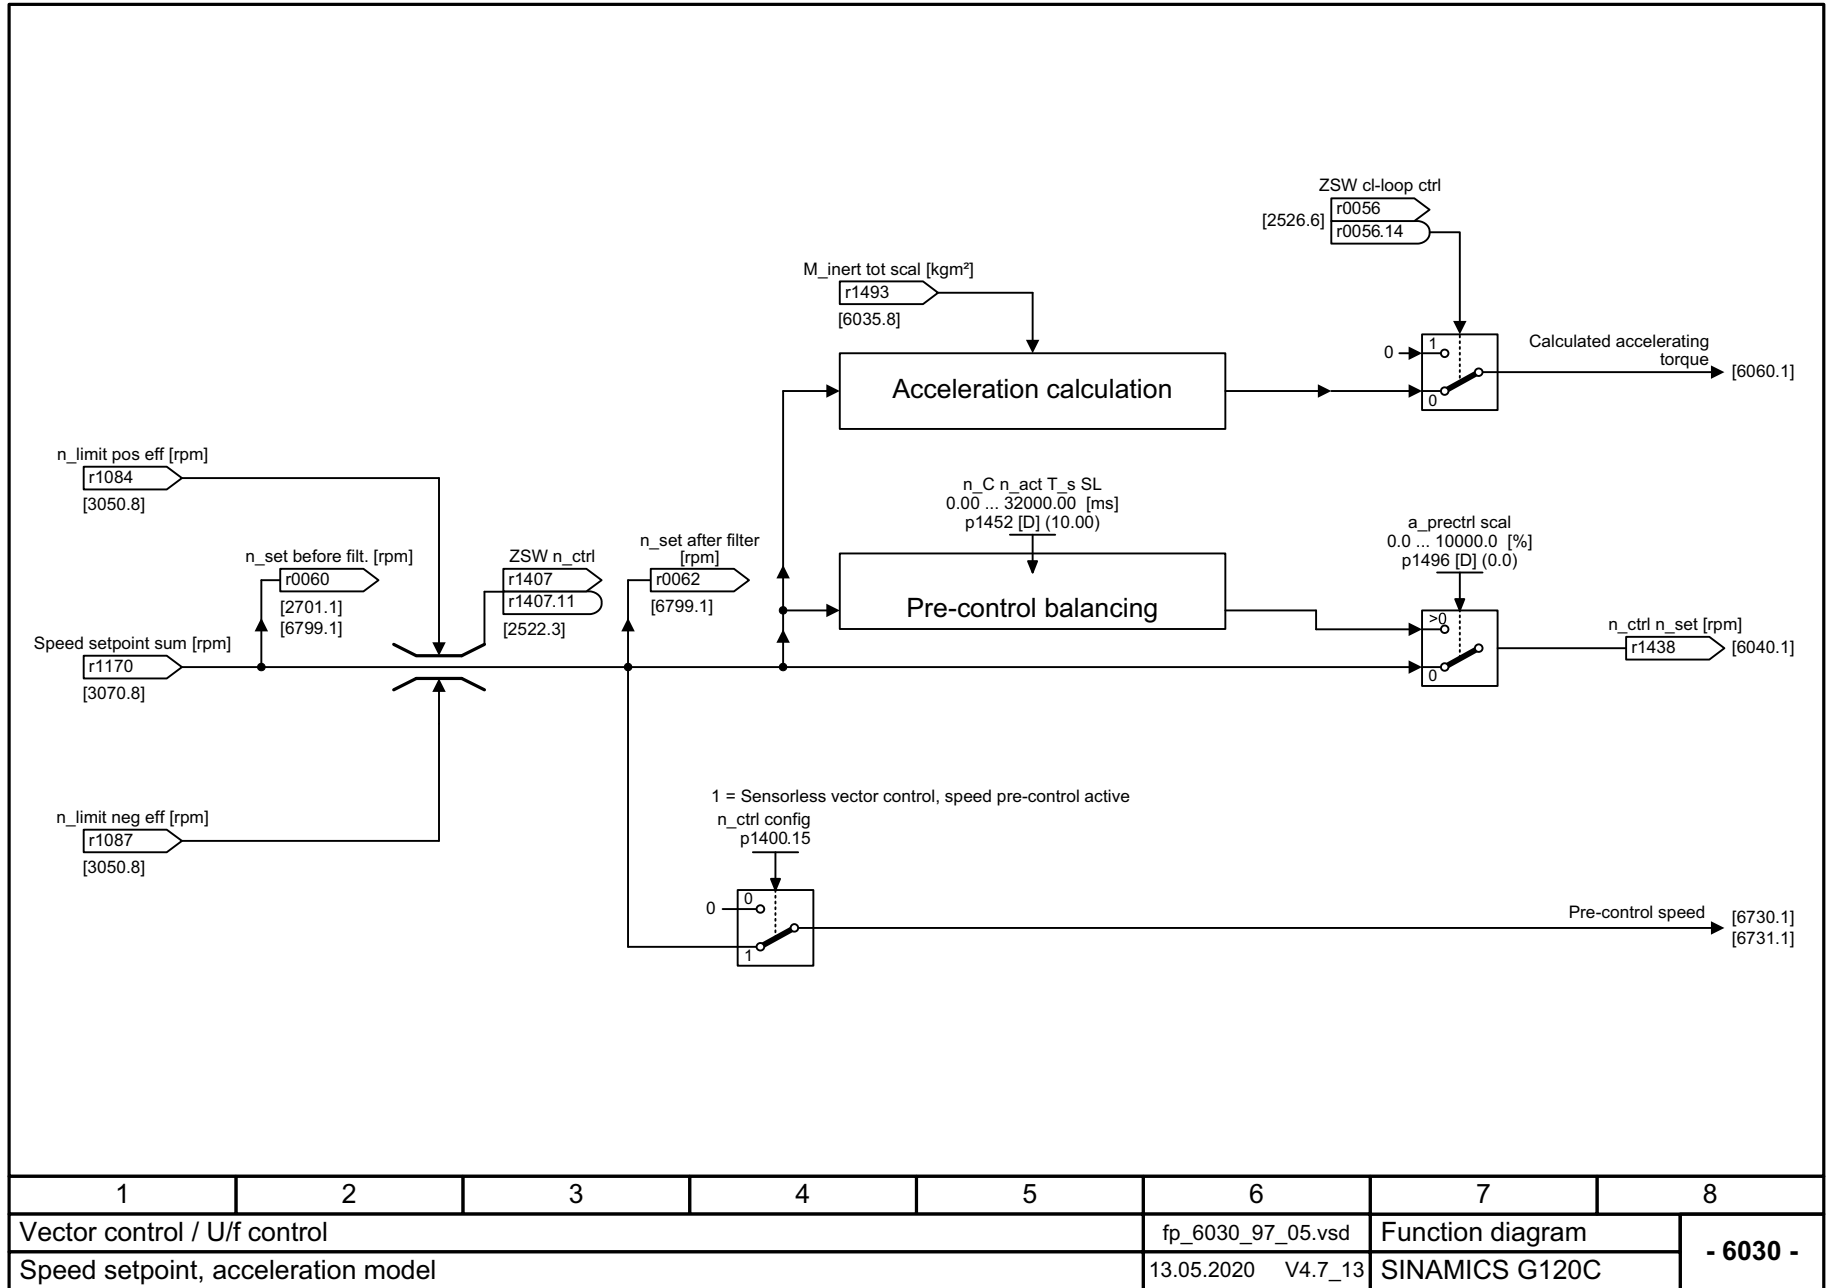 ZSW cl-loop ctrl
r0056
[2526.6]
r0056.14
M_inert tot scal [kgm²]
r1493
[6035.8]
1
0
0
Calculated accelerating
torque
[6060.1]
Acceleration calculation
n_limit pos eff [rpm]
r1084
[3050.8]
n_C n_act T_s SL
0.00 ... 32000.00 [ms]
p1452 [D] (10.00)
a_prectrl scal
0.0 ... 10000.0 [%]
p1496 [D] (0.0)
n_set before filt. [rpm]
r0060
[2701.1]
[6799.1]
ZSW n_ctrl
r1407
r1407.11
[2522.3]
n_set after filter
[rpm]
r0062
[6799.1]
Pre-control balancing
>0
0
n_ctrl n_set [rpm]
r1438
[6040.1]
Speed setpoint sum [rpm]
r1170
[3070.8]
n_limit neg eff [rpm]
r1087
[3050.8]
1 = Sensorless vector control, speed pre-control active
n_ctrl config
p1400.15
0
0
1
Pre-control speed
[6730.1]
[6731.1]
1 2 3 4 5 6 7 8
Vector control / U/f control
fp_6030_97_05.vsd
Function diagram
- 6030 -
Speed setpoint, acceleration model
13.05.2020 V4.7_13
SINAMICS G120C